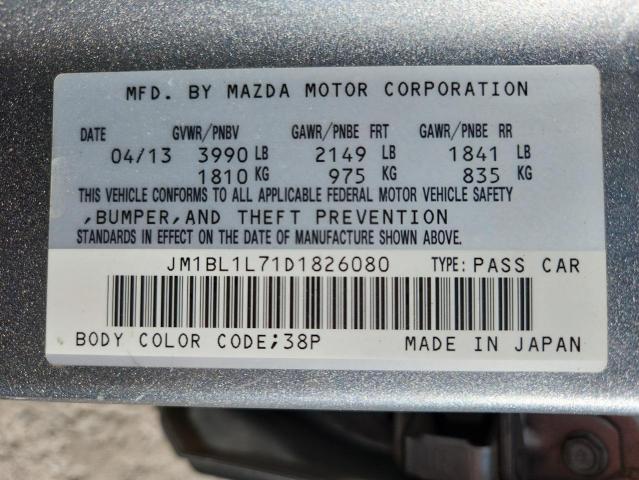 MFD. BY MAZDA MOTOR CORPORATION
DATE GVWR/PNBV GAWR/PNBE FRT GAWR/PNBE RR
04/13 3990 LB 2149 LB 1841 LB
1810 KG 975 KG 835 KG
THIS VEHICLE CONFORMS TO ALL APPLICABLE FEDERAL MOTOR VEHICLE SAFETY
,BUMPER,AND THEFT PREVENTION
STANDARDS IN EFFECT ON THE DATE OF MANUFACTURE SHOWN ABOVE.
JM1BL1L71D1826080 TYPE: PASS CAR
BODY COLOR CODE;38P MADE IN JAPAN